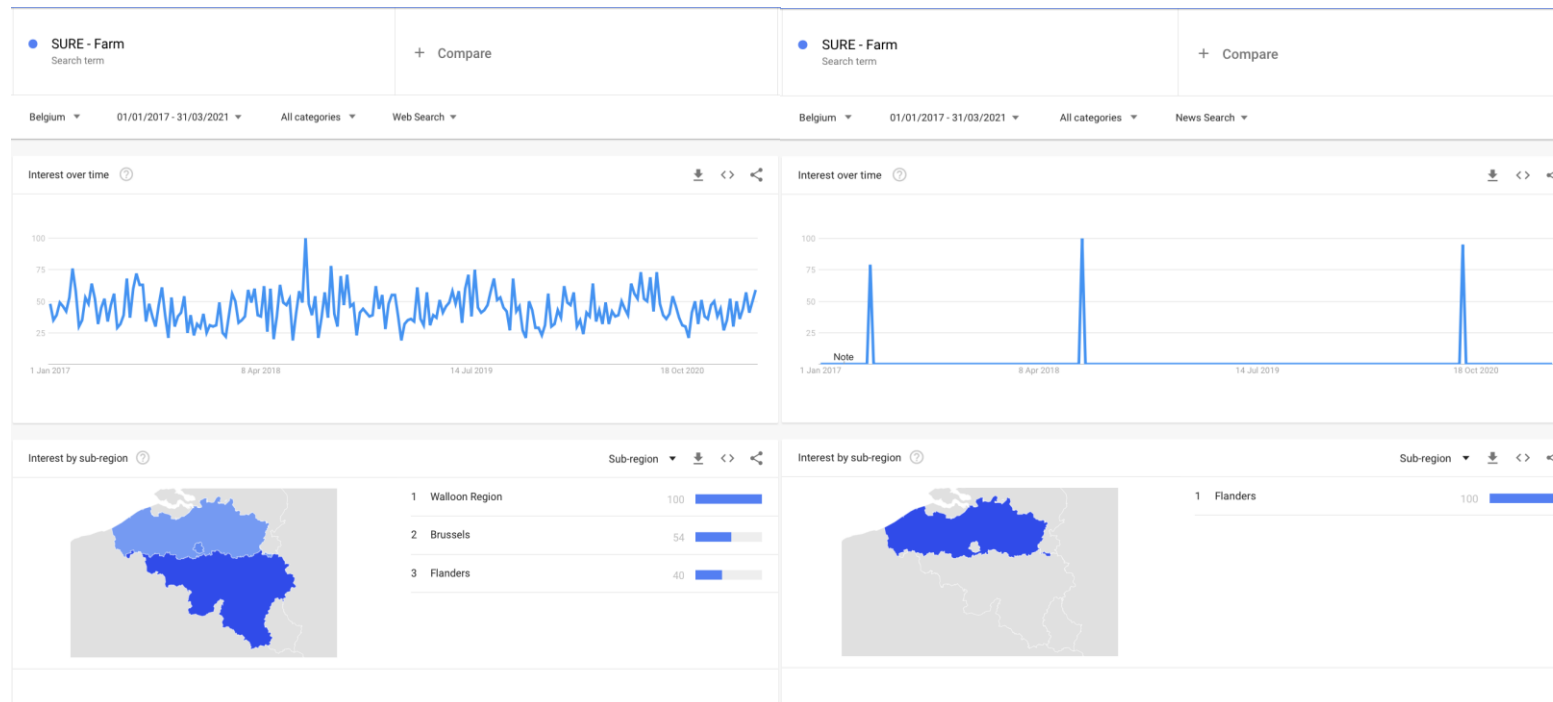 SURE - Farm
Search term
+ Compare
Belgium
01/01/2017 - 31/03/2021
All categories
Web Search
Interest over time
100
75
50
25
1 Jan 2017
8 Apr 2018
14 Jul 2019
18 Oct 2020
Interest by sub-region
Sub-region
1 Walloon Region 100
2 Brussels 54
3 Flanders 40
SURE - Farm
Search term
+ Compare
Belgium
01/01/2017 - 31/03/2021
All categories
News Search
Interest over time
100
75
50
25
Note
1 Jan 2017
8 Apr 2018
14 Jul 2019
18 Oct 2020
Interest by sub-region
Sub-region
1 Flanders 100